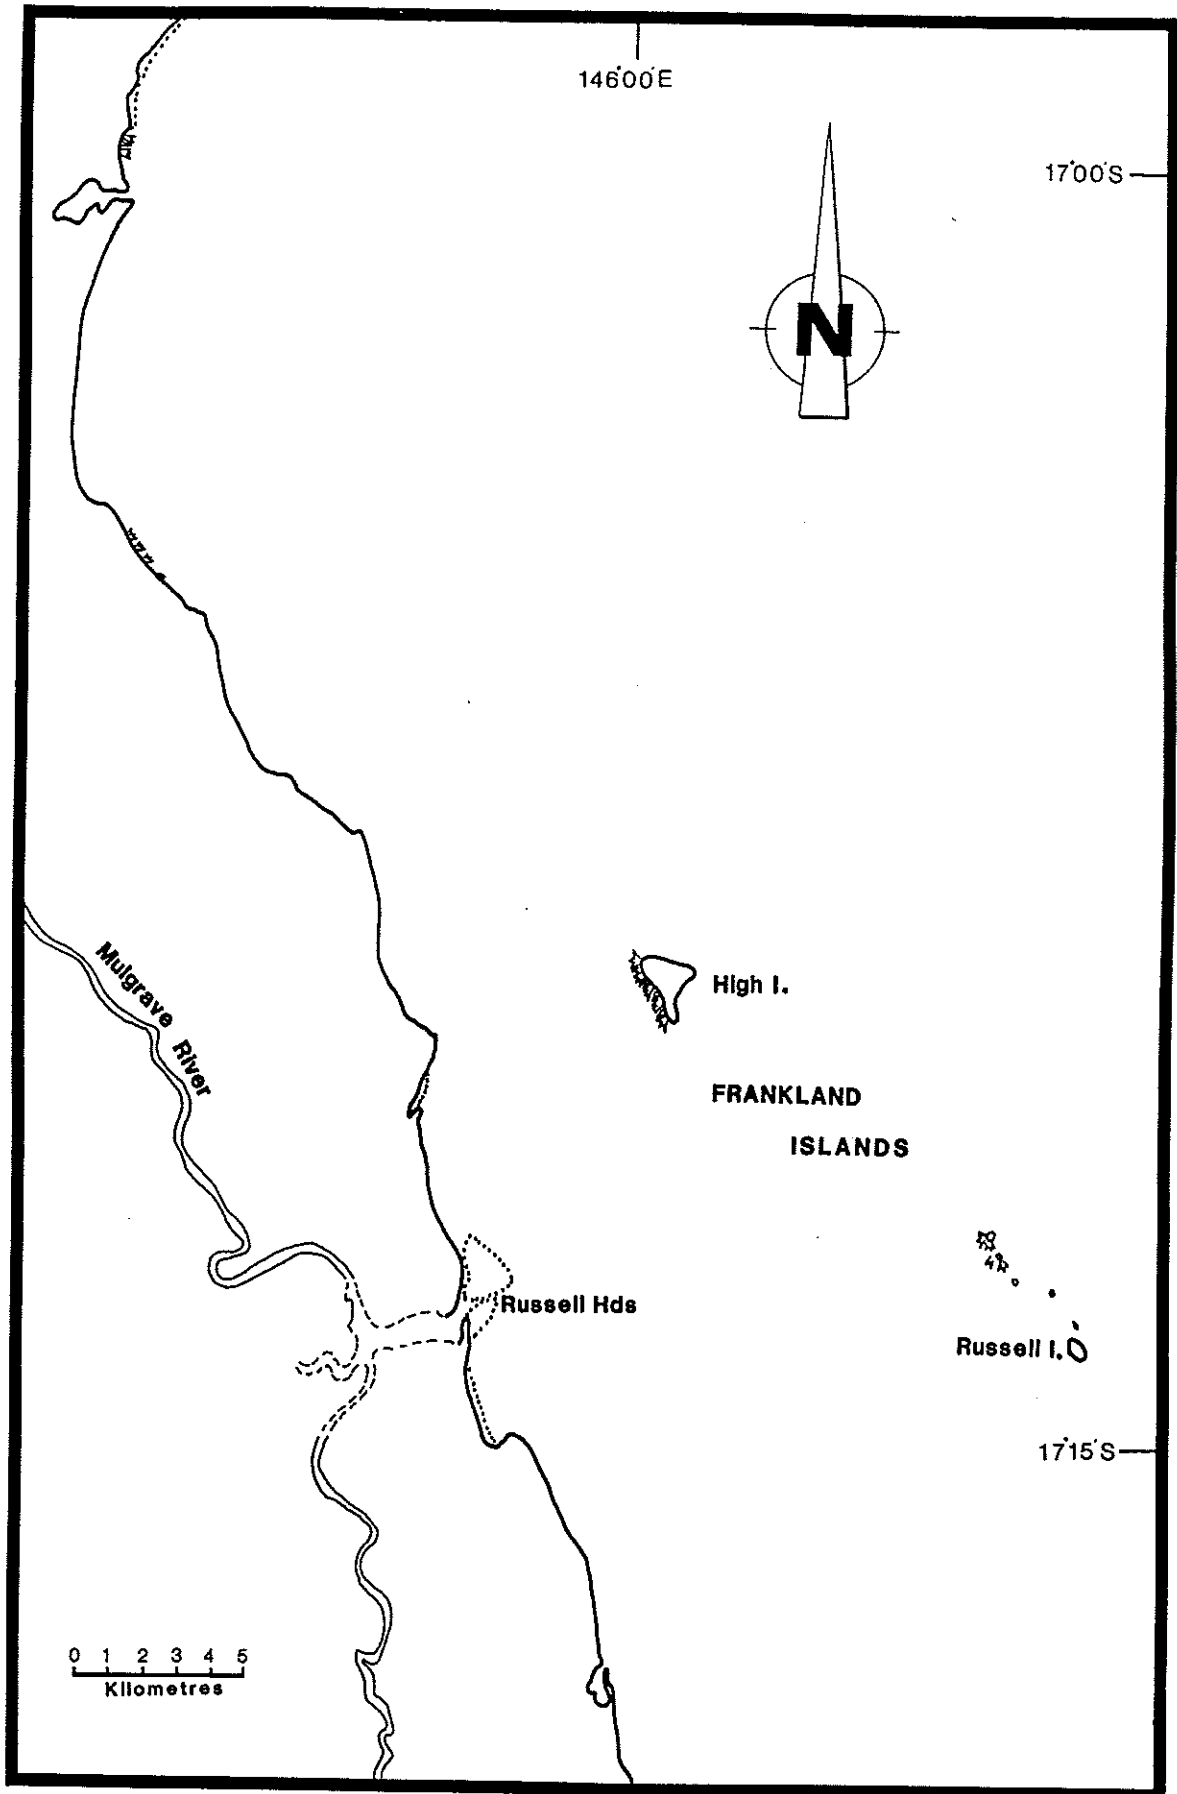 146°00'E
17°00'S
N
Mulgrave River
High I.
FRANKLAND
ISLANDS
Russell Hds
Russell I.
17°15'S
0 1 2 3 4 5
Kilometres